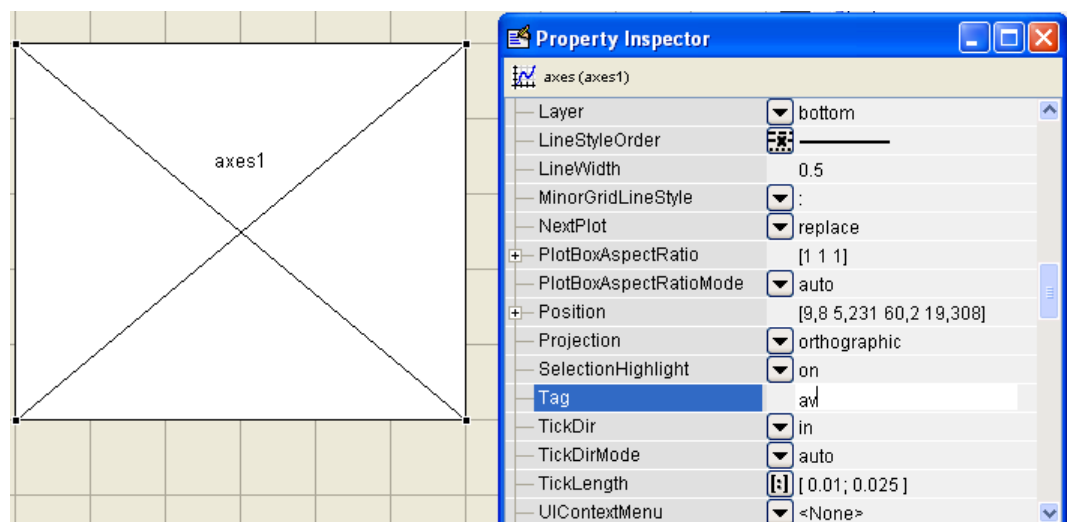 axes1
Property Inspector
axes (axes1)
Layer bottom
LineStyleOrder
LineWidth 0.5
MinorGridLineStyle :
NextPlot replace
PlotBoxAspectRatio [1 1 1]
PlotBoxAspectRatioMode auto
Position [9,8 5,231 60,2 19,308]
Projection orthographic
SelectionHighlight on
Tag av
TickDir in
TickDirMode auto
TickLength [ 0.01; 0.025 ]
UIContextMenu <None>